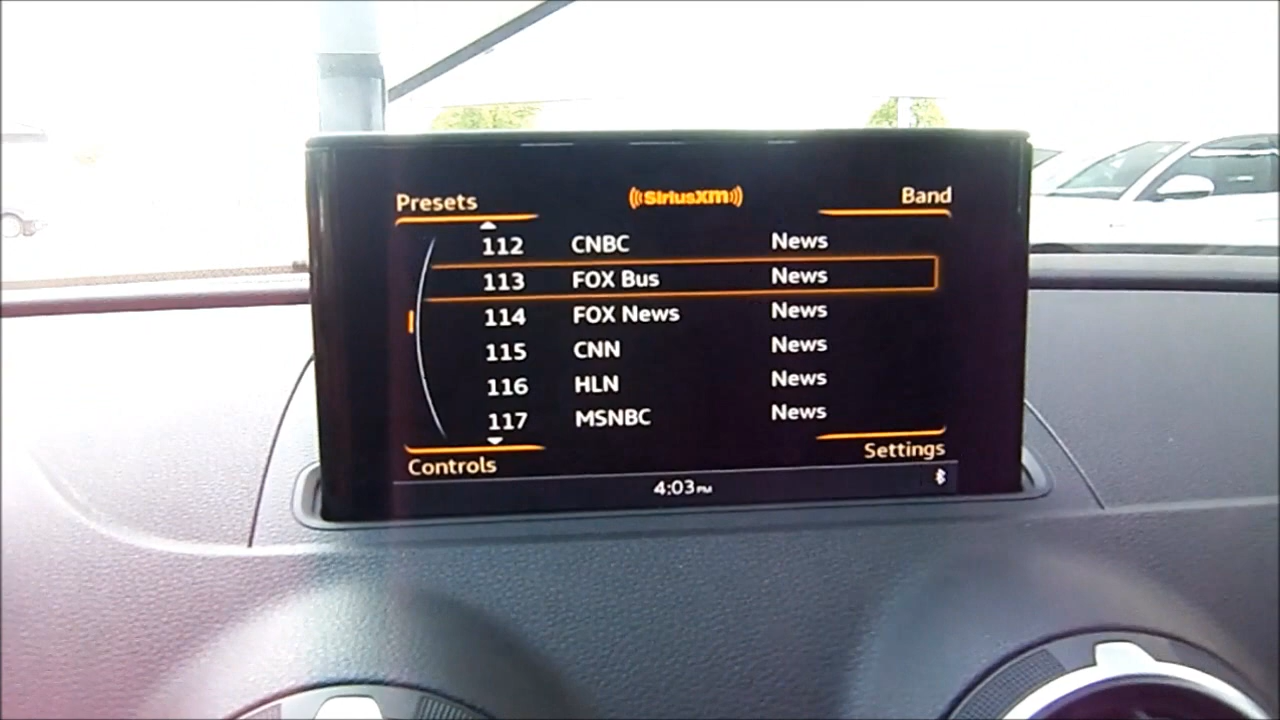 Presets SiriusXM Band
112 CNBC News
113 FOX Bus News
114 FOX News News
115 CNN News
116 HLN News
117 MSNBC News
Controls Settings
4:03 PM